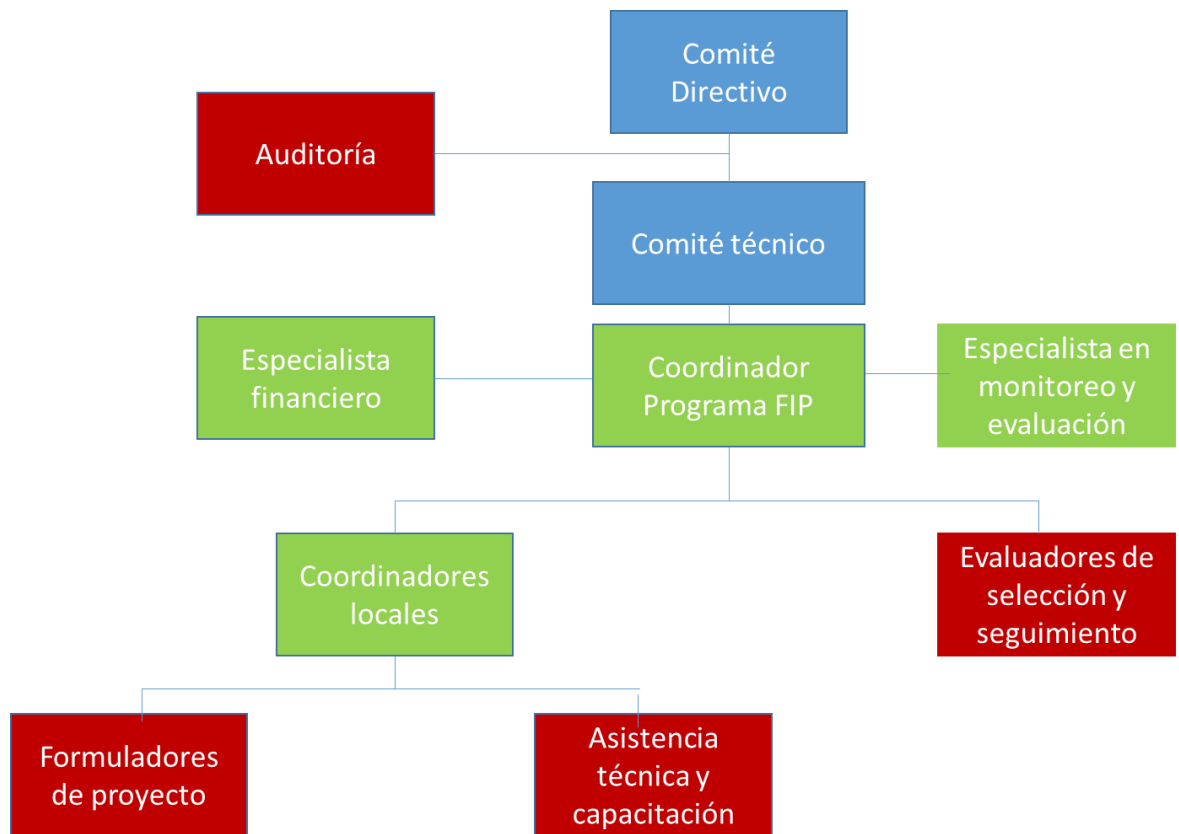 Comité
Directivo
Auditoría
Comité técnico
Especialista
financiero
Coordinador
Programa FIP
Especialista en
monitoreo y
evaluación
Coordinadores
locales
Evaluadores de
selección y
seguimiento
Formuladores
de proyecto
Asistencia
técnica y
capacitación